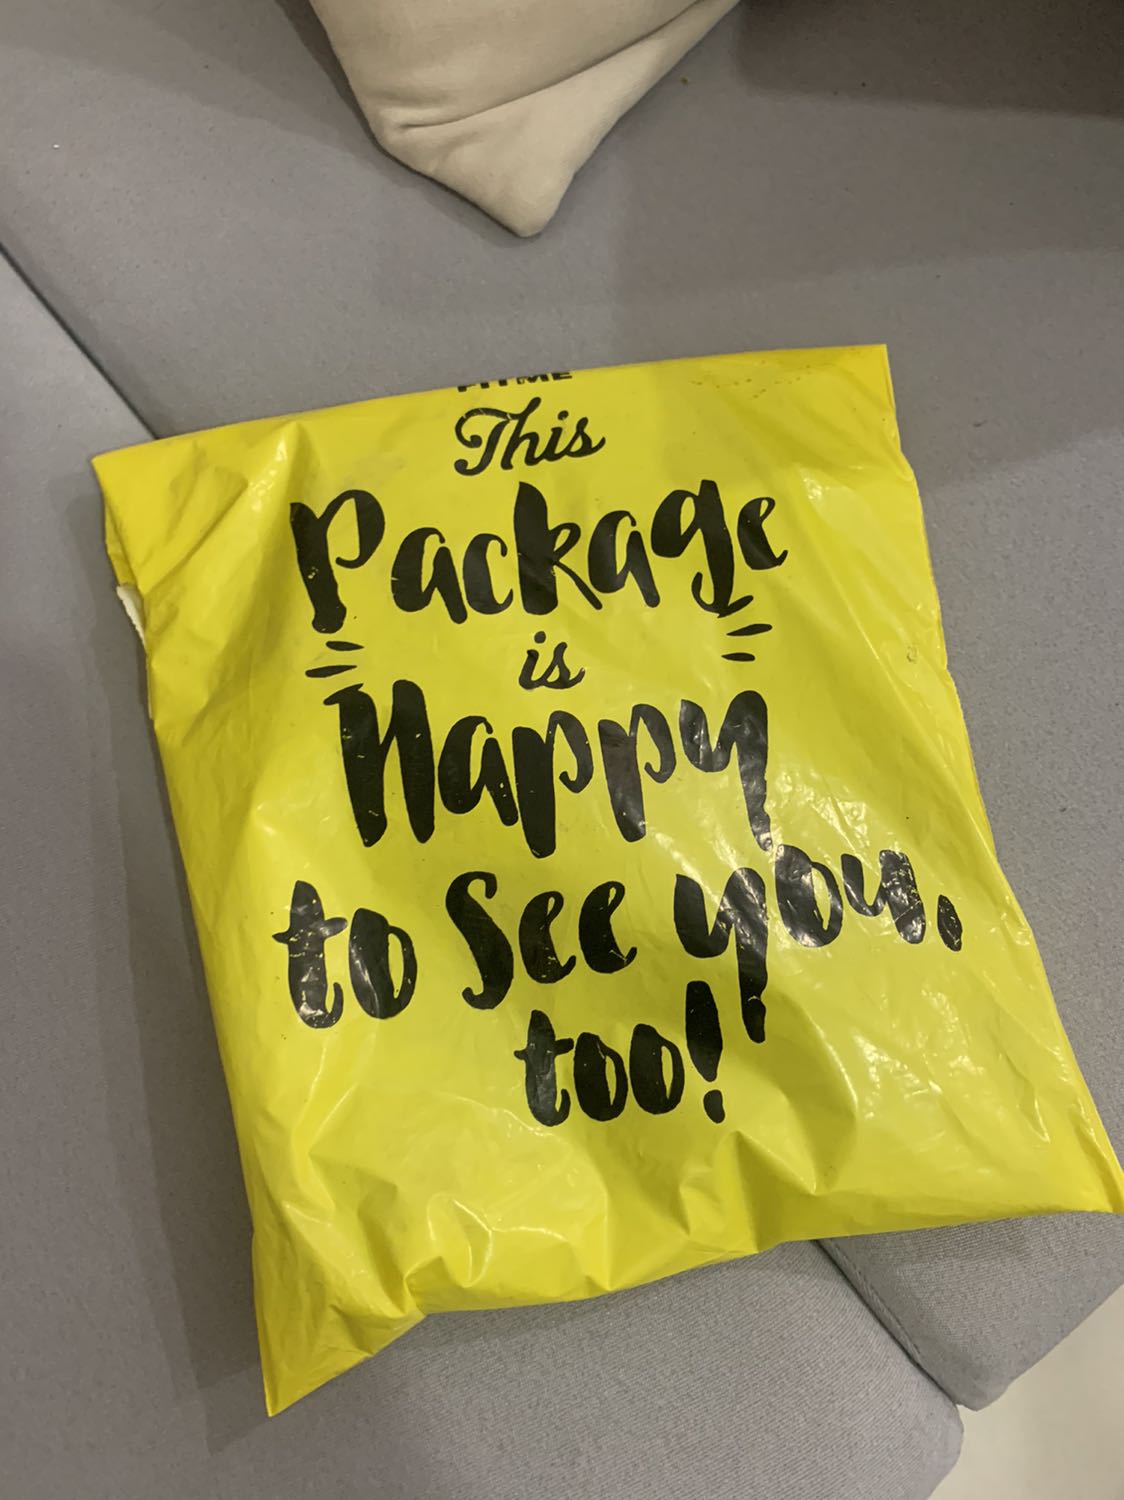 This
Package
is
Happy
to see you,
too!